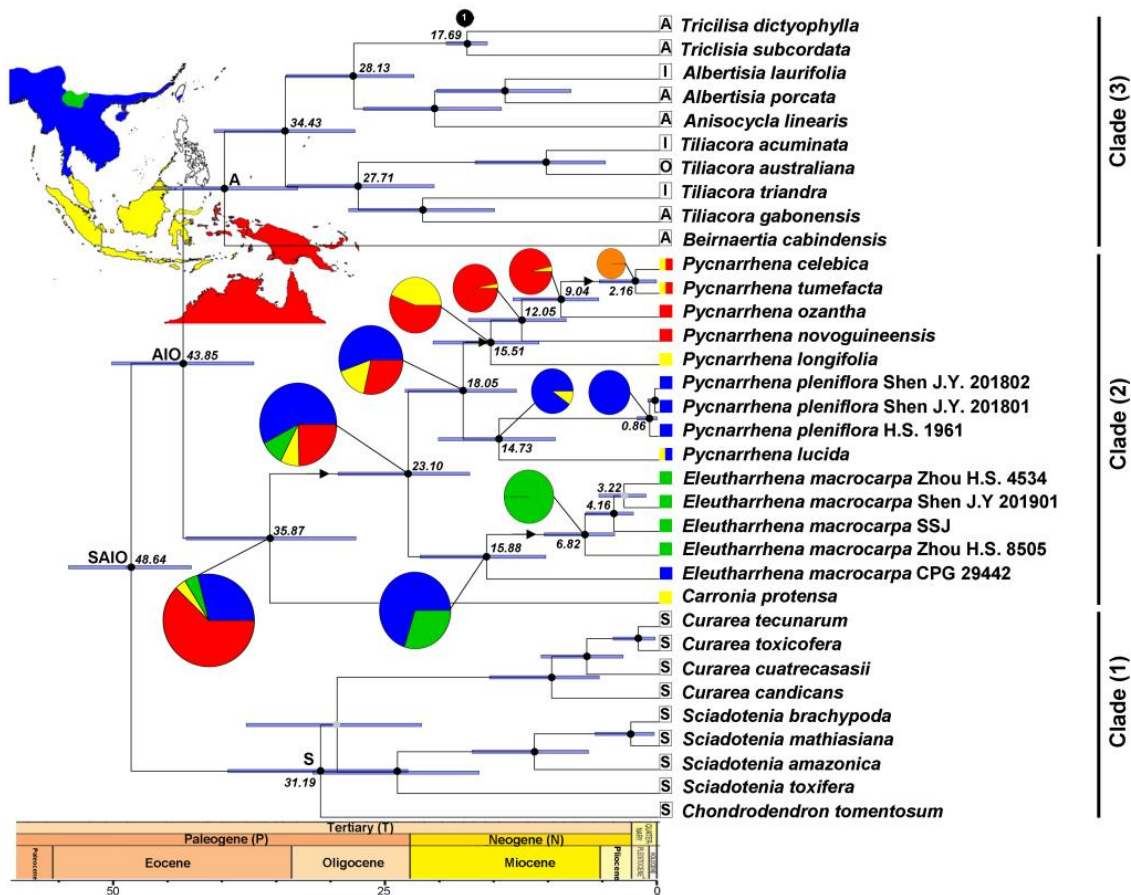 1
17.69
A Tricilisa dictyophylla
A Triclisia subcordata
28.13
I Albertisia laurifolia
A Albertisia porcata
A Anisocycla linearis
34.43
I Tiliacora acuminata
O Tiliacora australiana
27.71
I Tiliacora triandra
A Tiliacora gabonensis
A
A Beirnaertia cabindensis
Clade (3)
Pycnarrhena celebica
2.16
Pycnarrhena tumefacta
9.04
Pycnarrhena ozantha
12.05
Pycnarrhena novoguineensis
15.51
Pycnarrhena longifolia
AIO 43.85
18.05
Pycnarrhena pleniflora Shen J.Y. 201802
Pycnarrhena pleniflora Shen J.Y. 201801
0.86
Pycnarrhena pleniflora H.S. 1961
14.73
Pycnarrhena lucida
23.10
Eleutharrhena macrocarpa Zhou H.S. 4534
3.22
Eleutharrhena macrocarpa Shen J.Y 201901
4.16
Eleutharrhena macrocarpa SSJ
6.82
Eleutharrhena macrocarpa Zhou H.S. 8505
35.87
15.88
Eleutharrhena macrocarpa CPG 29442
Carronia protensa
Clade (2)
SAIO 48.64
S Curarea tecunarum
S Curarea toxicofera
S Curarea cuatrecasasii
S Curarea candicans
S Sciadotenia brachypoda
S Sciadotenia mathiasiana
S Sciadotenia amazonica
S
31.19
S Sciadotenia toxifera
S Chondrodendron tomentosum
Clade (1)
Tertiary (T)
QUATER
NARY
Paleogene (P)
Neogene (N)
Paleocene
Eocene
Oligocene
Miocene
Pliocene
PLEISTOCENE
50
25
0